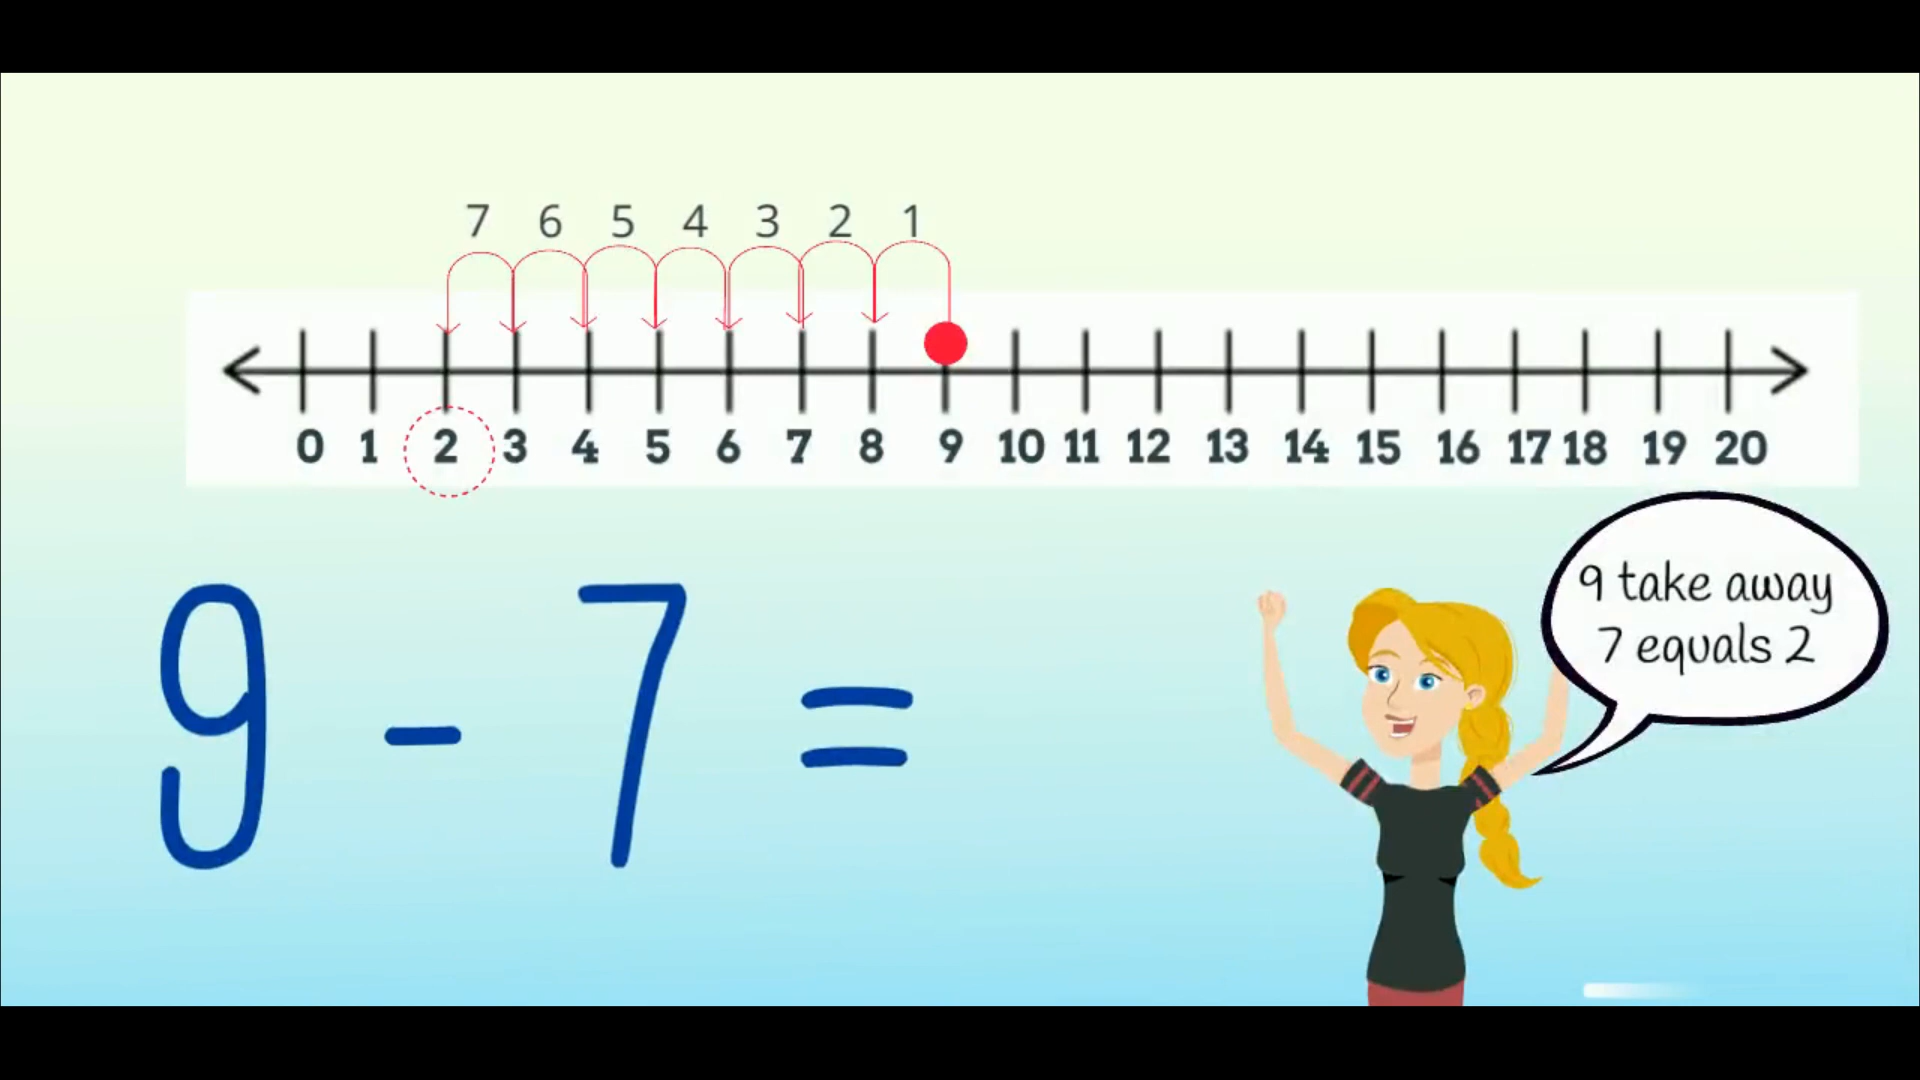 7 6 5 4 3 2 1
0 1 2 3 4 5 6 7 8 9 10 11 12 13 14 15 16 17 18 19 20
9 - 7 =
9 take away
7 equals 2